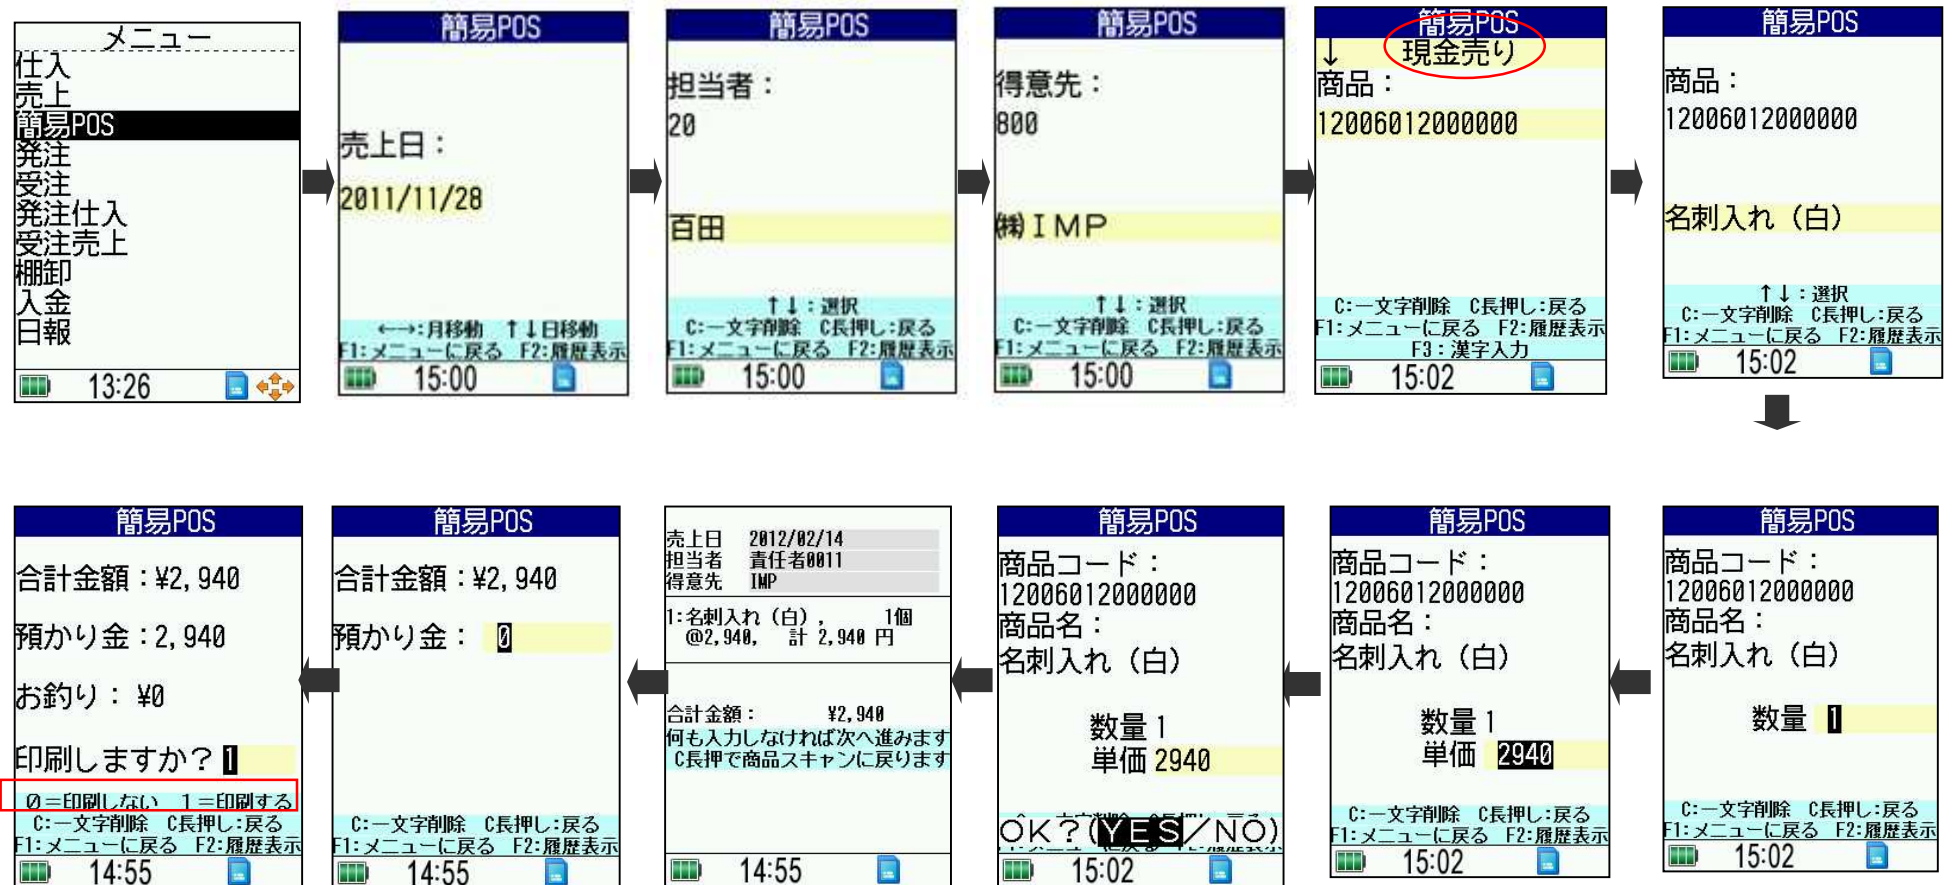 メニュー
仕入
売上
簡易POS
発注
受注
発注仕入
受注売上
棚卸
入金
日報
13:26
簡易POS
売上日：
2011/11/28
←→:月移動 ↑↓日移動
F1:メニューに戻る F2:履歴表示
15:00
簡易POS
担当者：
20
百田
↑↓：選択
C:一文字削除 C長押し:戻る
F1:メニューに戻る F2:履歴表示
15:00
簡易POS
得意先：
800
㈱IMP
↑↓：選択
C:一文字削除 C長押し:戻る
F1:メニューに戻る F2:履歴表示
15:00
簡易POS
↓ 現金売り
商品：
12006012000000
C:一文字削除 C長押し:戻る
F1:メニューに戻る F2:履歴表示
F3：漢字入力
15:02
簡易POS
商品：
12006012000000
名刺入れ（白）
↑↓：選択
C:一文字削除 C長押し:戻る
F1:メニューに戻る F2:履歴表示
15:02
簡易POS
商品コード：
12006012000000
商品名：
名刺入れ（白）
数量 1
C:一文字削除 C長押し:戻る
F1:メニューに戻る F2:履歴表示
15:02
簡易POS
商品コード：
12006012000000
商品名：
名刺入れ（白）
数量 1
単価 2940
C:一文字削除 C長押し:戻る
F1:メニューに戻る F2:履歴表示
15:02
簡易POS
商品コード：
12006012000000
商品名：
名刺入れ（白）
数量 1
単価 2940
OK？(YES/NO)
15:02
売上日 2012/02/14
担当者 責任者0011
得意先 IMP
1:名刺入れ（白）, 1個
@2,940, 計 2,940 円
合計金額： ¥2,940
何も入力しなければ次へ進みます
C長押で商品スキャンに戻ります
14:55
簡易POS
合計金額：¥2,940
預かり金： 0
C:一文字削除 C長押し:戻る
F1:メニューに戻る F2:履歴表示
14:55
簡易POS
合計金額：¥2,940
預かり金：2,940
お釣り： ¥0
印刷しますか？1
0＝印刷しない 1＝印刷する
C:一文字削除 C長押し:戻る
F1:メニューに戻る F2:履歴表示
14:55